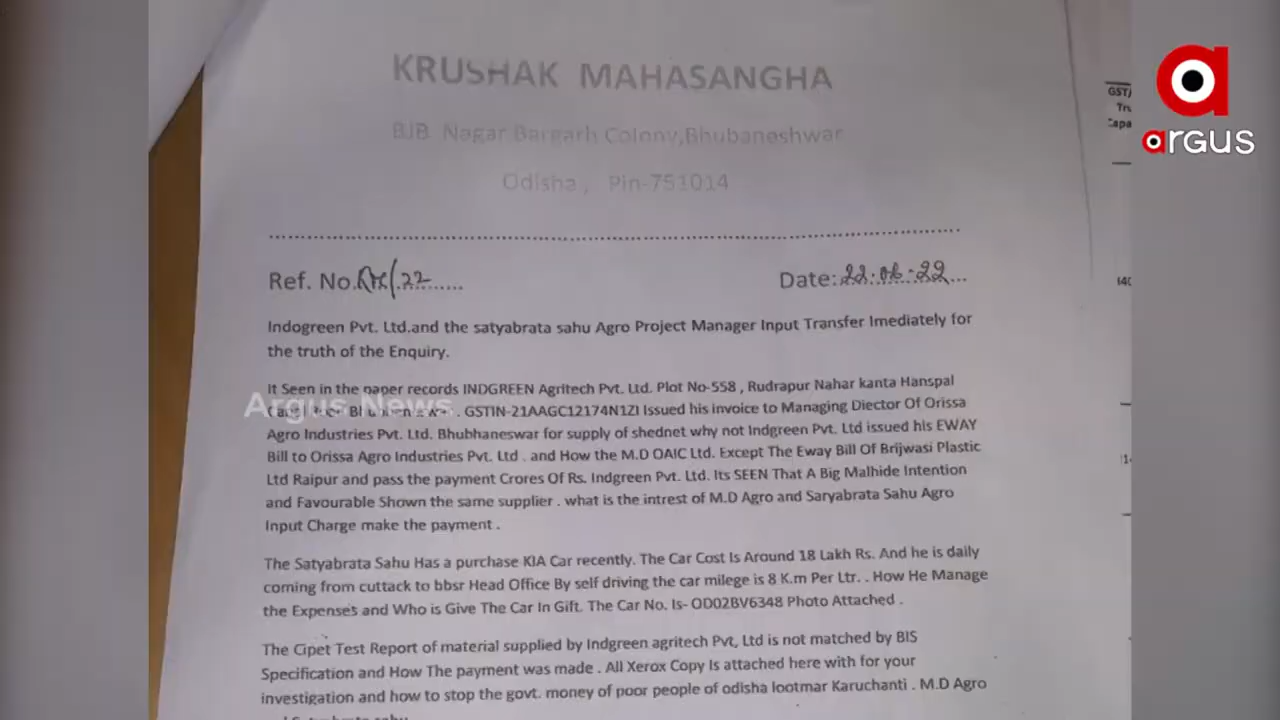 KRUSHAK MAHASANGHA
BJB Nagar Bargarh Colony,Bhubaneshwar
Odisha , Pin-751014
argus
GST/
Ref. No. /.22......
Date:22.06.22...
Indogreen Pvt. Ltd.and the satyabrata sahu Agro Project Manager Input Transfer Imediately for
the truth of the Enquiry.
It Seen in the paper records INDGREEN Agritech Pvt. Ltd. Plot No-558 , Rudrapur Nahar kanta Hanspal
Argus News
. GSTIN-21AAGC12174N1ZI Issued his invoice to Managing Diector Of Orissa
Agro Industries Pvt. Ltd. Bhubhaneswar for supply of shednet why not Indgreen Pvt. Ltd issued his EWAY
Bill to Orissa Agro Industries Pvt. Ltd . and How the M.D OAIC Ltd. Except The Eway Bill Of Brijwasi Plastic
Ltd Raipur and pass the payment Crores Of Rs. Indgreen Pvt. Ltd. Its SEEN That A Big Malhide Intention
and Favourable Shown the same supplier . what is the intrest of M.D Agro and Saryabrata Sahu Agro
Input Charge make the payment .
The Satyabrata Sahu Has a purchase KIA Car recently. The Car Cost Is Around 18 Lakh Rs. And he is daily
coming from cuttack to bbsr Head Office By self driving the car milege is 8 K.m Per Ltr. . How He Manage
the Expenses and Who is Give The Car In Gift. The Car No. Is- OD02BV6348 Photo Attached .
The Cipet Test Report of material supplied by Indgreen agritech Pvt, Ltd is not matched by BIS
Specification and How The payment was made . All Xerox Copy Is attached here with for your
investigation and how to stop the govt. money of poor people of odisha lootmar Karuchanti . M.D Agro